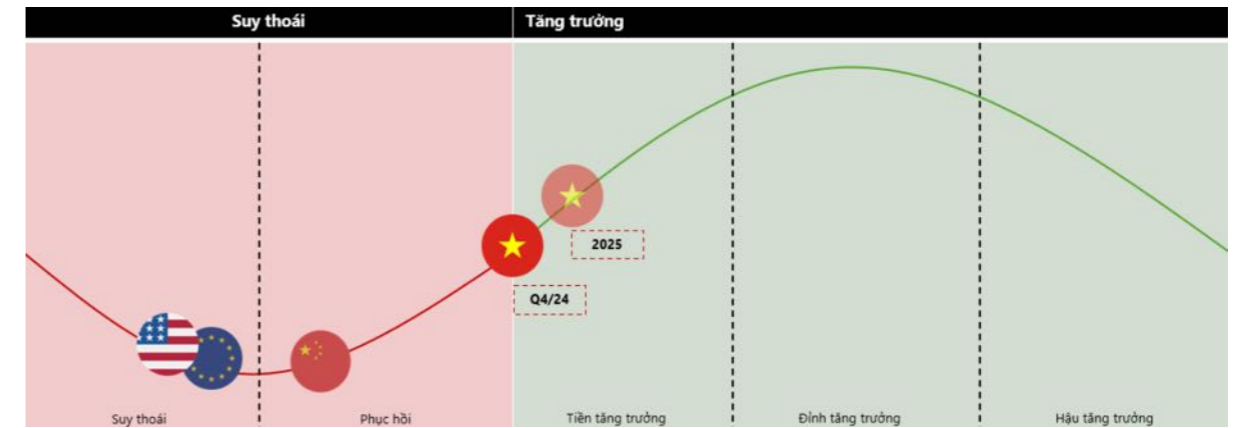 Suy thoái
Tăng trưởng
2025
Q4/24
Suy thoái
Phục hồi
Tiền tăng trưởng
Đỉnh tăng trưởng
Hậu tăng trưởng